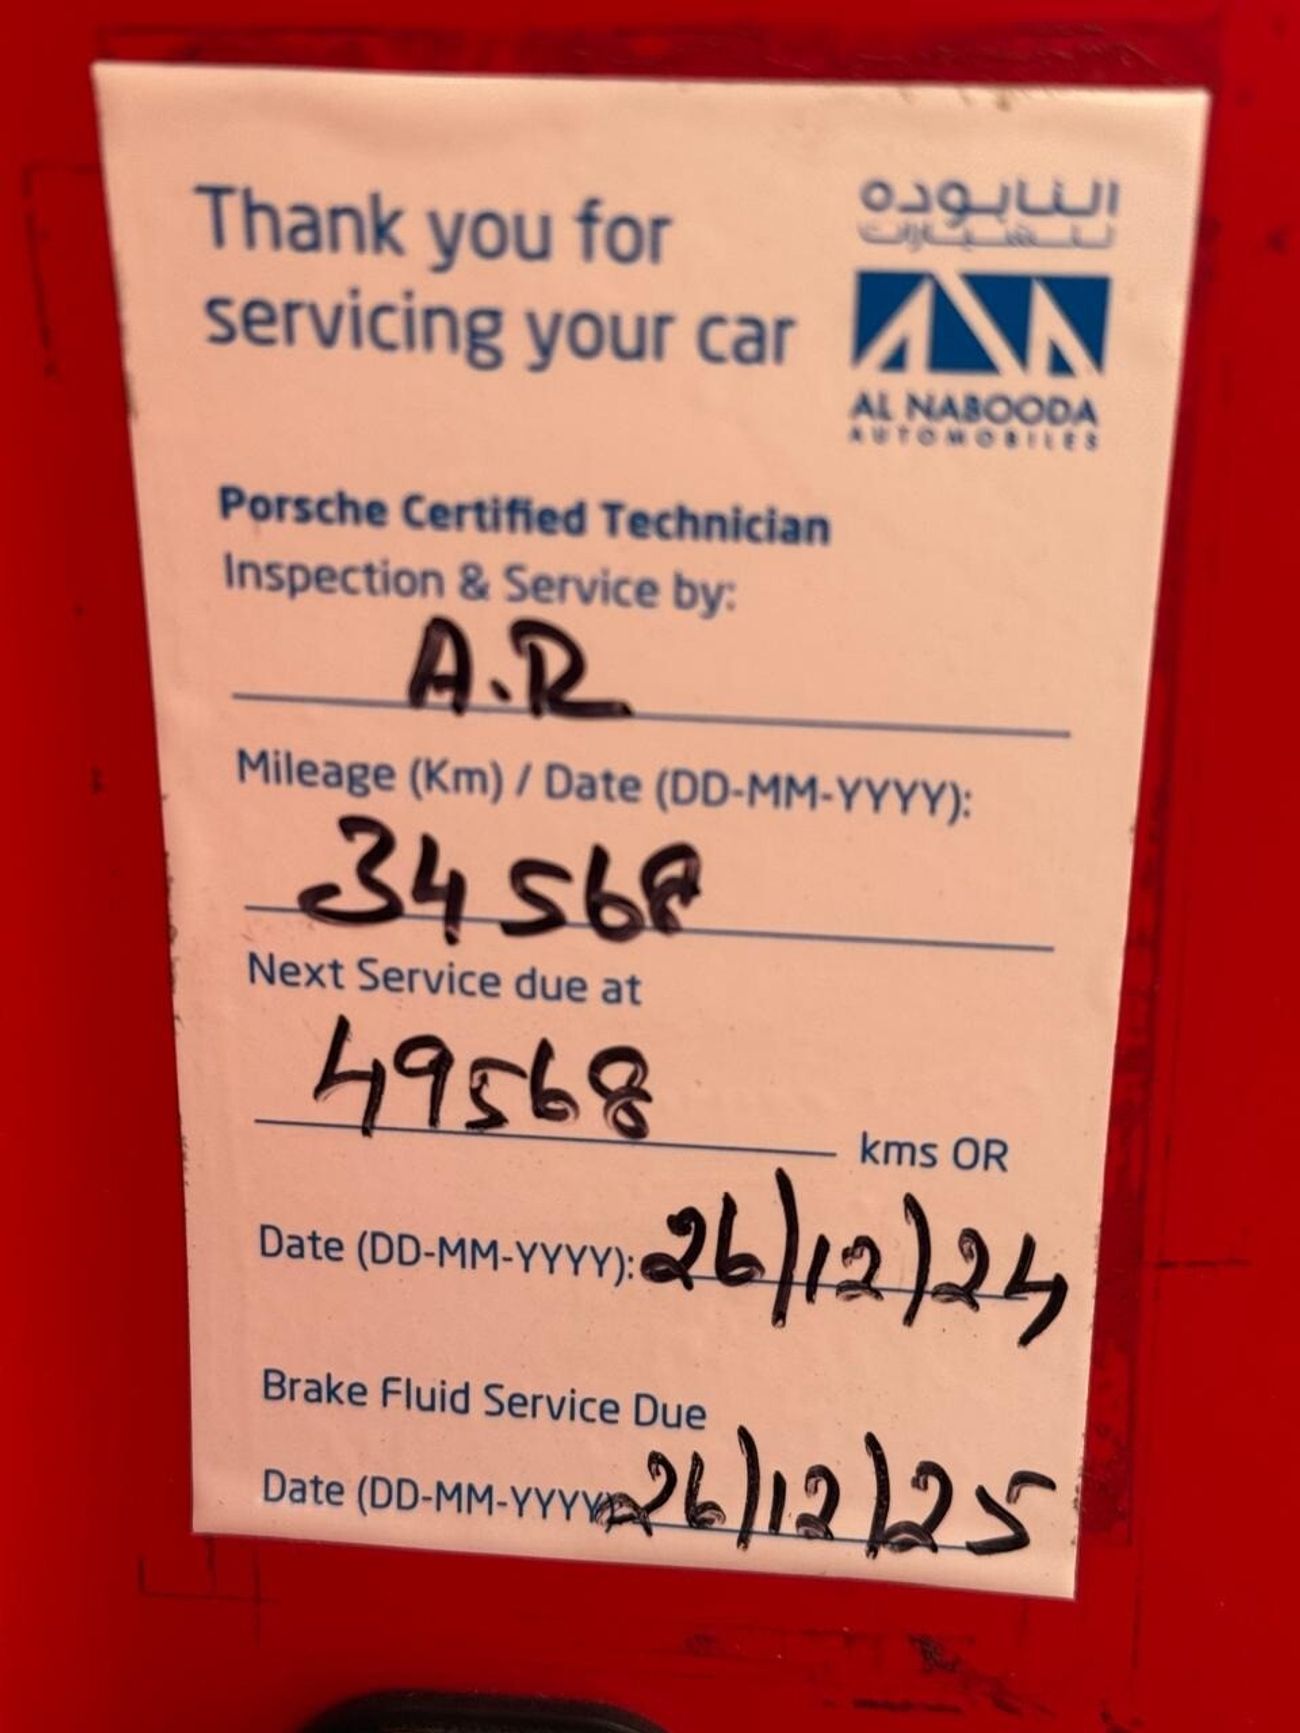 Thank you for
servicing your car
النابوده
للسيارات
AL NABOODA
AUTOMOBILES
Porsche Certified Technician
Inspection & Service by:
A.R
Mileage (Km) / Date (DD-MM-YYYY):
34568
Next Service due at
49568
kms OR
Date (DD-MM-YYYY): 26/12/24
Brake Fluid Service Due
Date (DD-MM-YYYY) 26/12/25